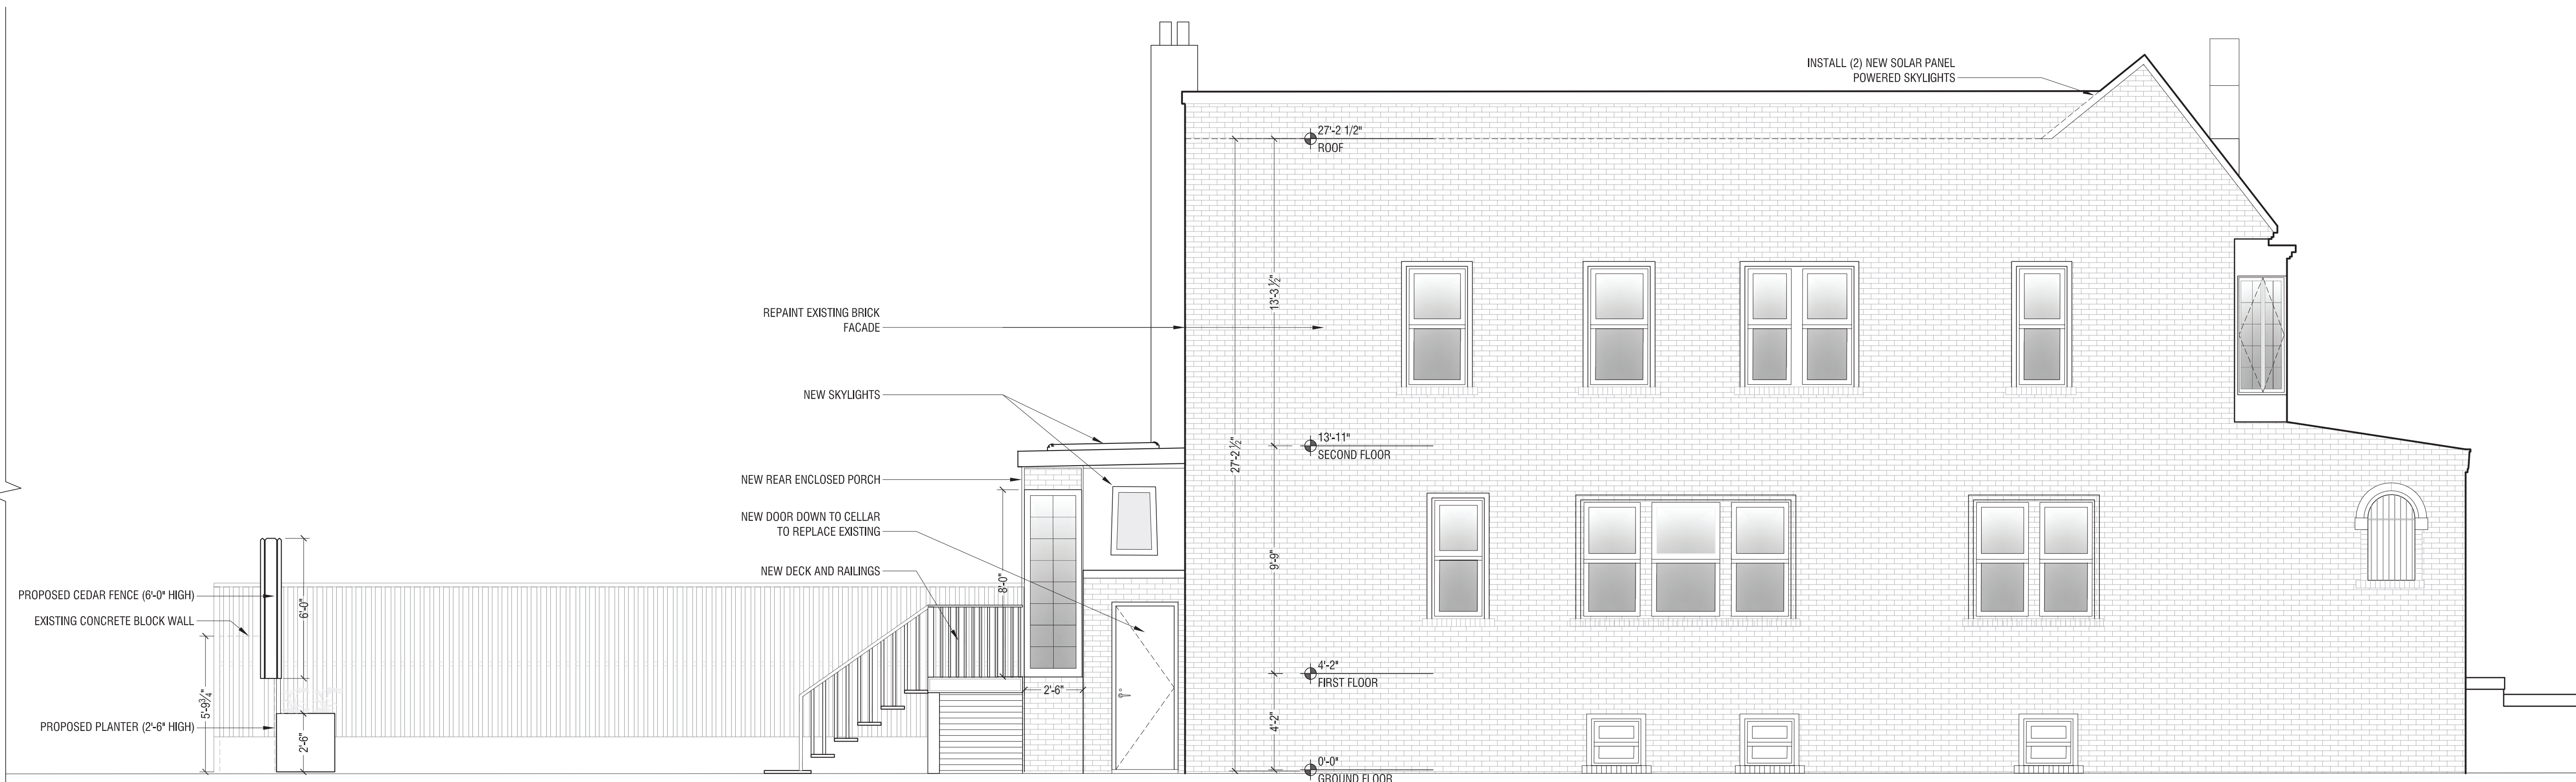 INSTALL (2) NEW SOLAR PANEL
POWERED SKYLIGHTS
27'-2 1/2"
ROOF
13'-3 1/2"
REPAINT EXISTING BRICK
FACADE
NEW SKYLIGHTS
27'-2 1/2"
13'-11"
SECOND FLOOR
NEW REAR ENCLOSED PORCH
NEW DOOR DOWN TO CELLAR
TO REPLACE EXISTING
NEW DECK AND RAILINGS
8'-0"
9'-9"
PROPOSED CEDAR FENCE (6'-0" HIGH)
6'-0"
EXISTING CONCRETE BLOCK WALL
4'-2"
FIRST FLOOR
2'-6"
5'-9 3/4"
PROPOSED PLANTER (2'-6" HIGH)
2'-6"
4'-2"
0'-0"
GROUND FLOOR